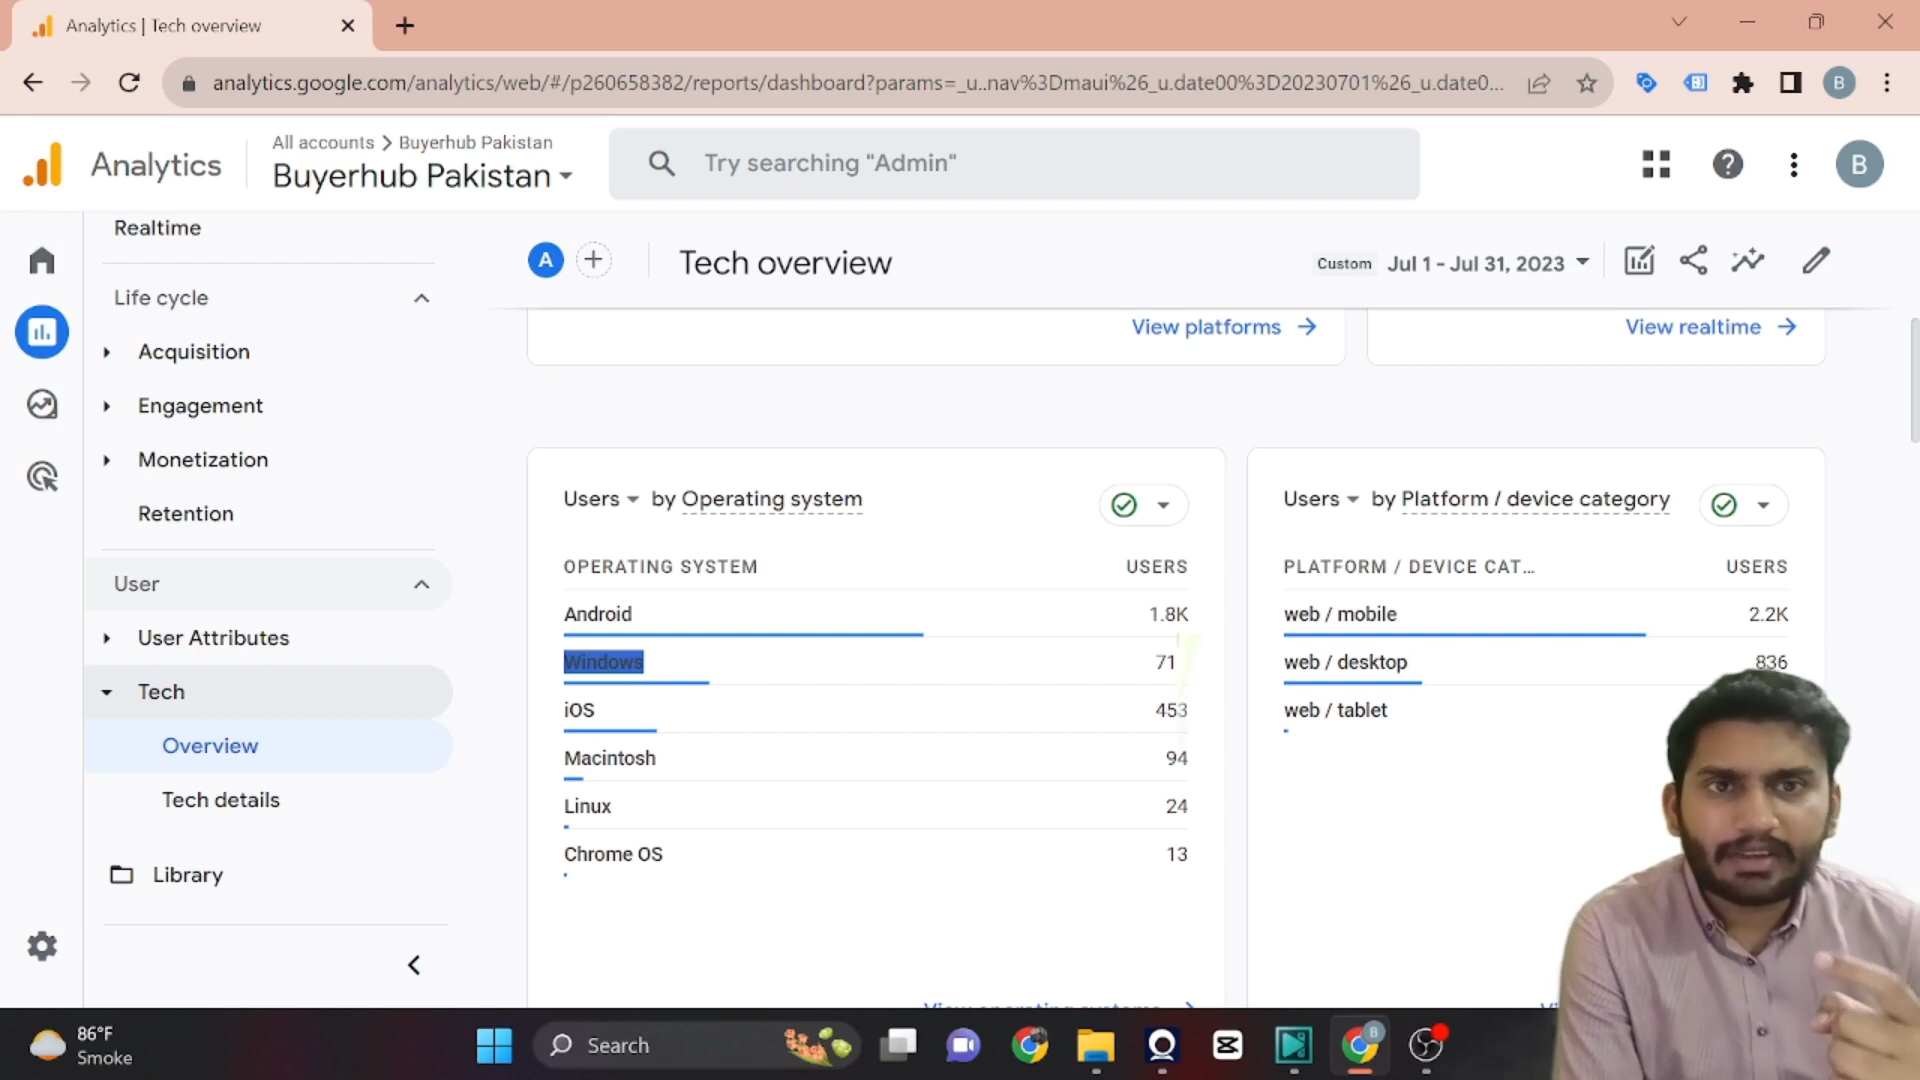 Analytics | Tech overview
analytics.google.com/analytics/web/#/p260658382/reports/dashboard?params=_u..nav%3Dmaui%26_u.date00%3D20230701%26_u.date0...
B
Analytics
All accounts > Buyerhub Pakistan
Buyerhub Pakistan
Try searching "Admin"
B
Realtime
Life cycle
Acquisition
Engagement
Monetization
Retention
User
User Attributes
Tech
Overview
Tech details
Library
A
Tech overview
Custom Jul 1 - Jul 31, 2023
View platforms
View realtime
Users by Operating system
OPERATING SYSTEM USERS
Android 1.8K
Windows 71
iOS 453
Macintosh 94
Linux 24
Chrome OS 13
Users by Platform / device category
PLATFORM / DEVICE CAT... USERS
web / mobile 2.2K
web / desktop 836
web / tablet
86°F
Smoke
Search
B